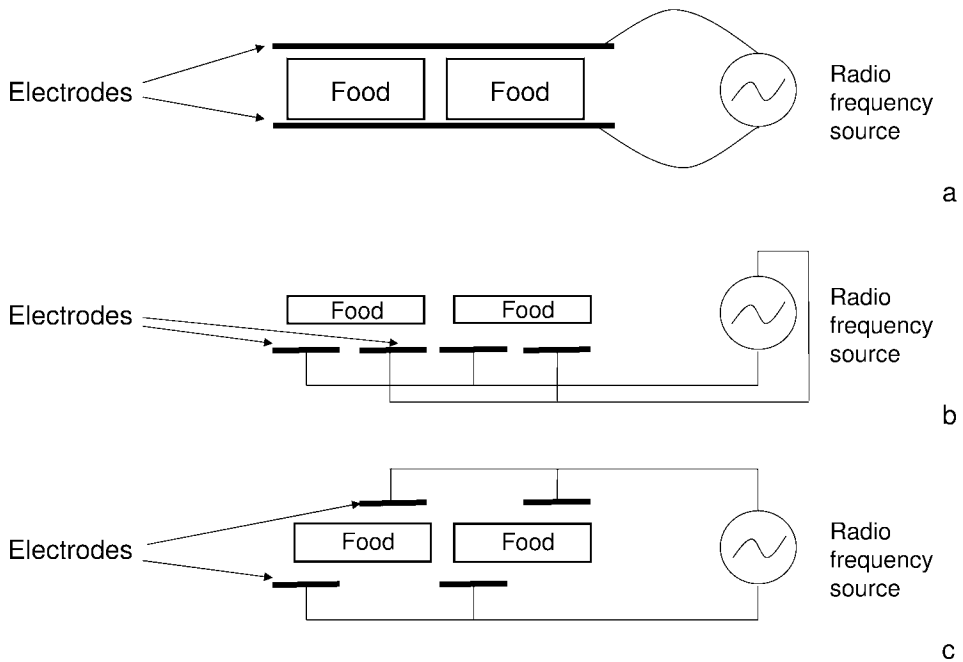 Electrodes
Food
Food
Radio
frequency
source
a
Electrodes
Food
Food
Radio
frequency
source
b
Electrodes
Food
Food
Radio
frequency
source
c